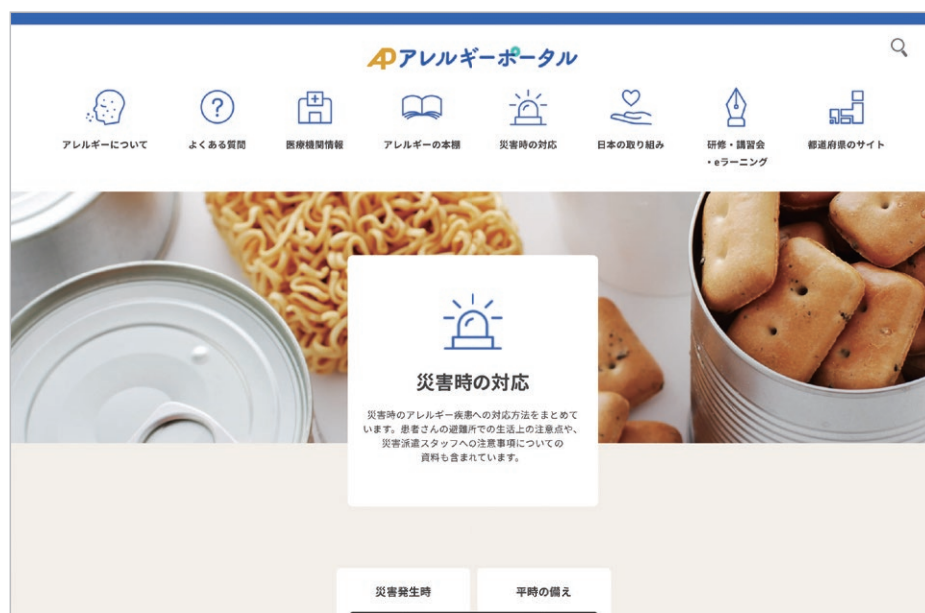 アレルギーポータル
アレルギーについて
よくある質問
医療機関情報
アレルギーの本棚
災害時の対応
日本の取り組み
研修・講習会
・eラーニング
都道府県のサイト
災害時の対応
災害時のアレルギー疾患への対応方法をまとめて
います。患者さんの避難所での生活上の注意点や、
災害派遣スタッフへの注意事項についての
資料も含まれています。
災害発生時
平時の備え